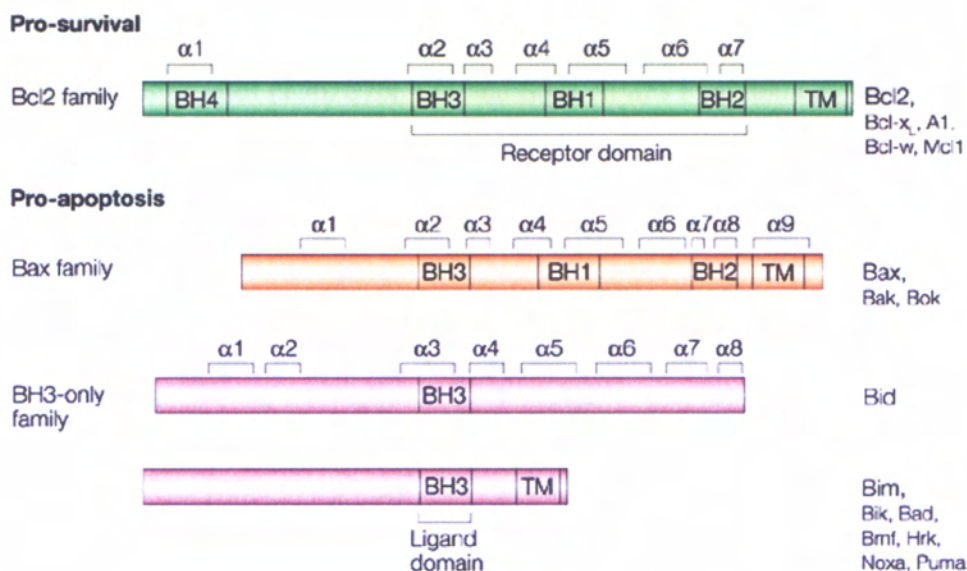 Pro-survival
α1 α2 α3 α4 α5 α6 α7
Bcl2 family BH4 BH3 BH1 BH2 TM Bcl2,
Bcl-xL, A1,
Bcl-w, Mcl1
Receptor domain
Pro-apoptosis
α1 α2 α3 α4 α5 α6 α7 α8 α9
Bax family BH3 BH1 BH2 TM Bax,
Bak, Bok
α1 α2 α3 α4 α5 α6 α7 α8
BH3-only
family BH3 Bid
BH3 TM Bim,
Bik, Bad,
Bmf, Hrk,
Noxa, Puma
Ligand
domain